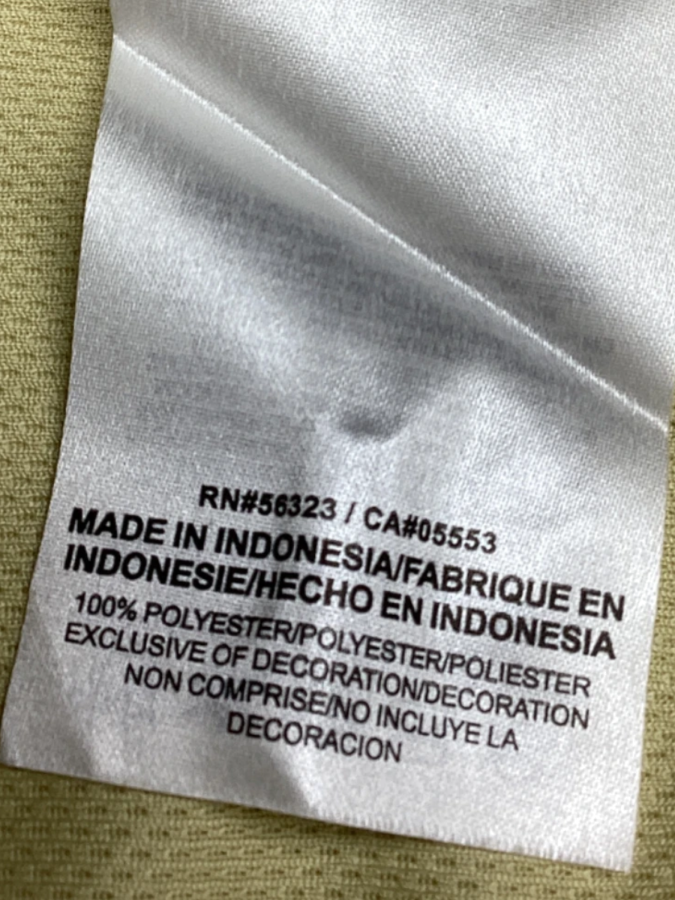 RN#56323 / CA#05553
MADE IN INDONESIA/FABRIQUE EN
INDONESIE/HECHO EN INDONESIA
100% POLYESTER/POLYESTER/POLIESTER
EXCLUSIVE OF DECORATION/DECORATION
NON COMPRISE/NO INCLUYE LA
DECORACION